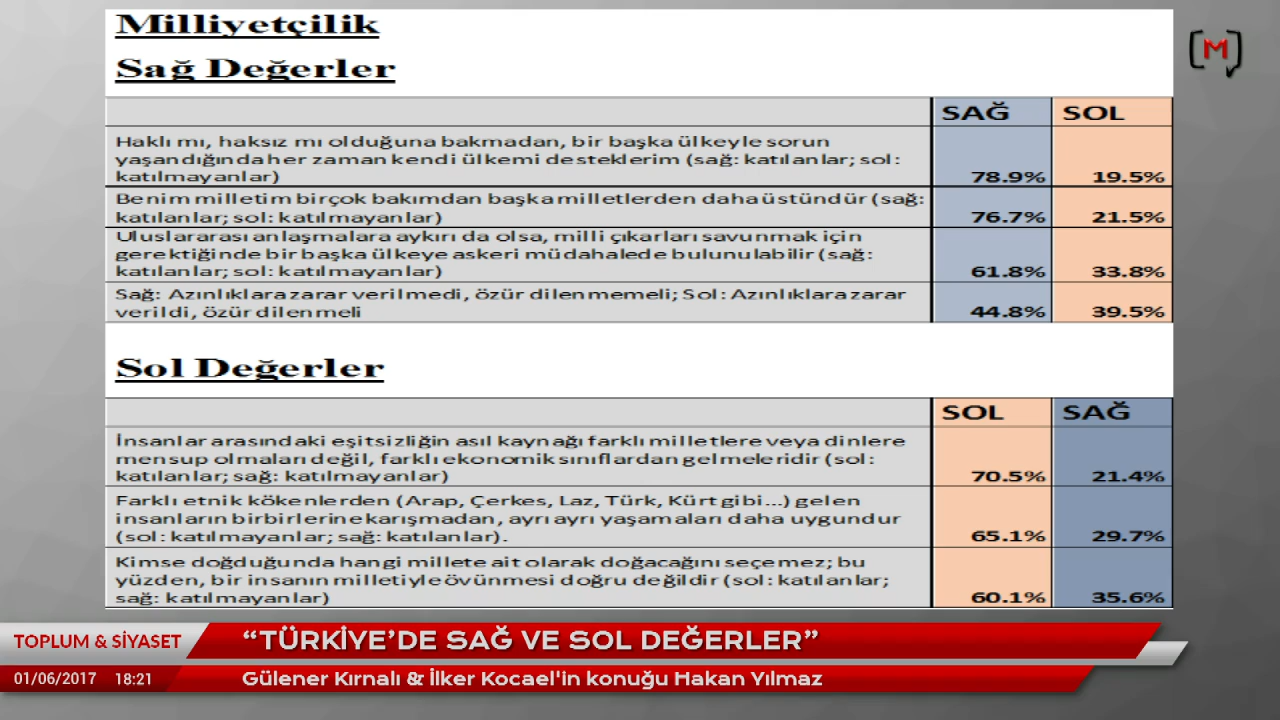 Milliyetçilik
Sağ Değerler
SAĞ SOL
Haklı mı, haksız mı olduğuna bakmadan, bir başka ülkeyle sorun
yaşandığında her zaman kendi ülkemi desteklerim (sağ: katılanlar; sol:
katılmayanlar) 78.9% 19.5%
Benim milletim birçok bakımdan başka milletlerden daha üstündür (sağ:
katılanlar; sol: katılmayanlar) 76.7% 21.5%
Uluslararası anlaşmalara aykırı da olsa, milli çıkarları savunmak için
gerektiğinde bir başka ülkeye askeri müdahalede bulunulabilir (sağ:
katılanlar; sol: katılmayanlar) 61.8% 33.8%
Sağ: Azınlıklara zarar verilmedi, özür dilenmemeli; Sol: Azınlıklara zarar
verildi, özür dilenmeli 44.8% 39.5%
Sol Değerler
SOL SAĞ
İnsanlar arasındaki eşitsizliğin asıl kaynağı farklı milletlere veya dinlere
mensup olmaları değil, farklı ekonomik sınıflardan gelmeleridir (sol:
katılanlar; sağ: katılmayanlar) 70.5% 21.4%
Farklı etnik kökenlerden (Arap, Çerkes, Laz, Türk, Kürt gibi...) gelen
insanların birbirlerine karışmadan, ayrı ayrı yaşamaları daha uygundur
(sol: katılmayanlar; sağ: katılanlar). 65.1% 29.7%
Kimse doğduğunda hangi millete ait olarak doğacağını seçemez; bu
yüzden, bir insanın milletiyle övünmesi doğru değildir (sol: katılanlar;
sağ: katılmayanlar) 60.1% 35.6%
[M]
TOPLUM & SİYASET
“TÜRKİYE’DE SAĞ VE SOL DEĞERLER”
01/06/2017 18:21
Gülener Kırnalı & İlker Kocael'in konuğu Hakan Yılmaz